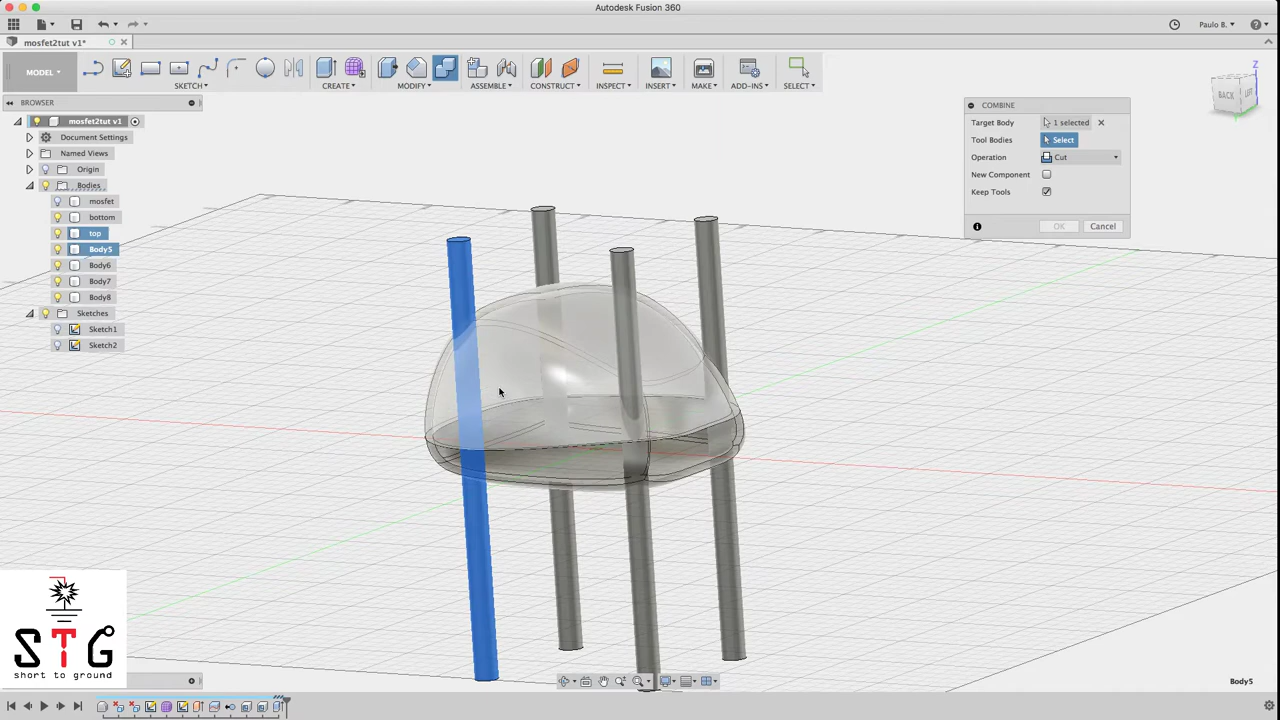 Autodesk Fusion 360
Paulo B.
mosfet2tut v1*
MODEL
SKETCH
CREATE
MODIFY
ASSEMBLE
CONSTRUCT
INSPECT
INSERT
MAKE
ADD-INS
SELECT
BROWSER
mosfet2tut v1
Document Settings
Named Views
Origin
Bodies
mosfet
bottom
top
Body5
Body6
Body7
Body8
Sketches
Sketch1
Sketch2
COMBINE
Target Body 1 selected
Tool Bodies Select
Operation Cut
New Component
Keep Tools
OK Cancel
Z
BACK LEFT
STG
short to ground
Body5